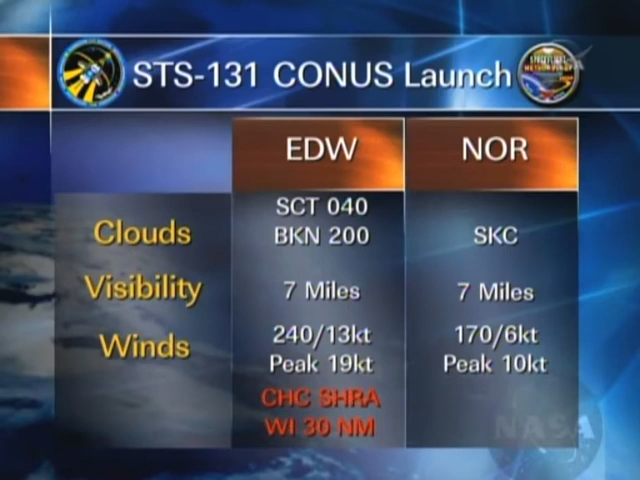 STS-131 CONUS Launch
EDW NOR
Clouds SCT 040 BKN 200 SKC
Visibility 7 Miles 7 Miles
Winds 240/13kt Peak 19kt 170/6kt Peak 10kt
CHC SHRA
WI 30 NM
NASA